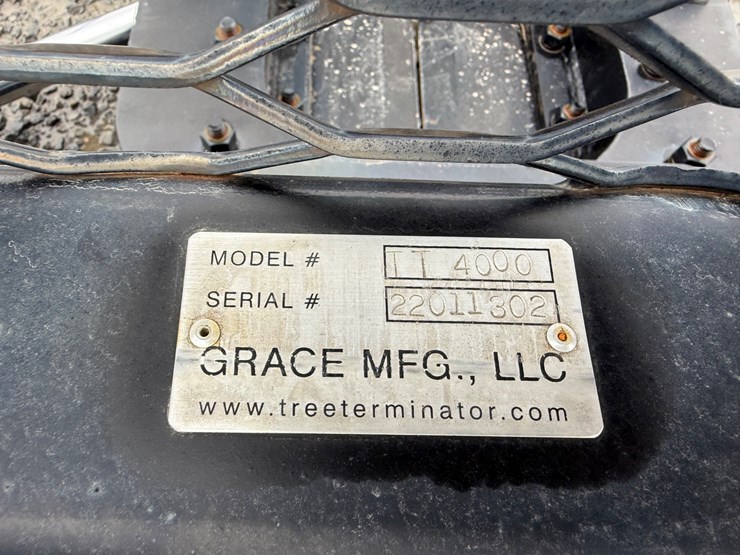 MODEL # TT 4000
SERIAL # 22011302
GRACE MFG., LLC
www.treeterminator.com